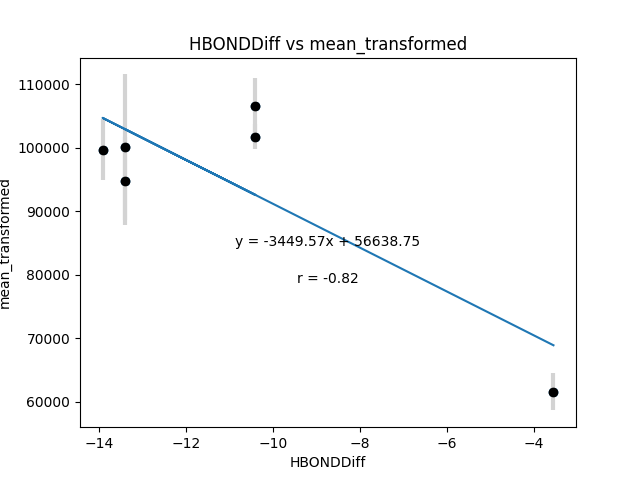 HBONDDiff vs mean_transformed
110000
100000
90000
80000
70000
60000
mean_transformed
y = -3449.57x + 56638.75
r = -0.82
−14
−12
−10
−8
−6
−4
HBONDDiff